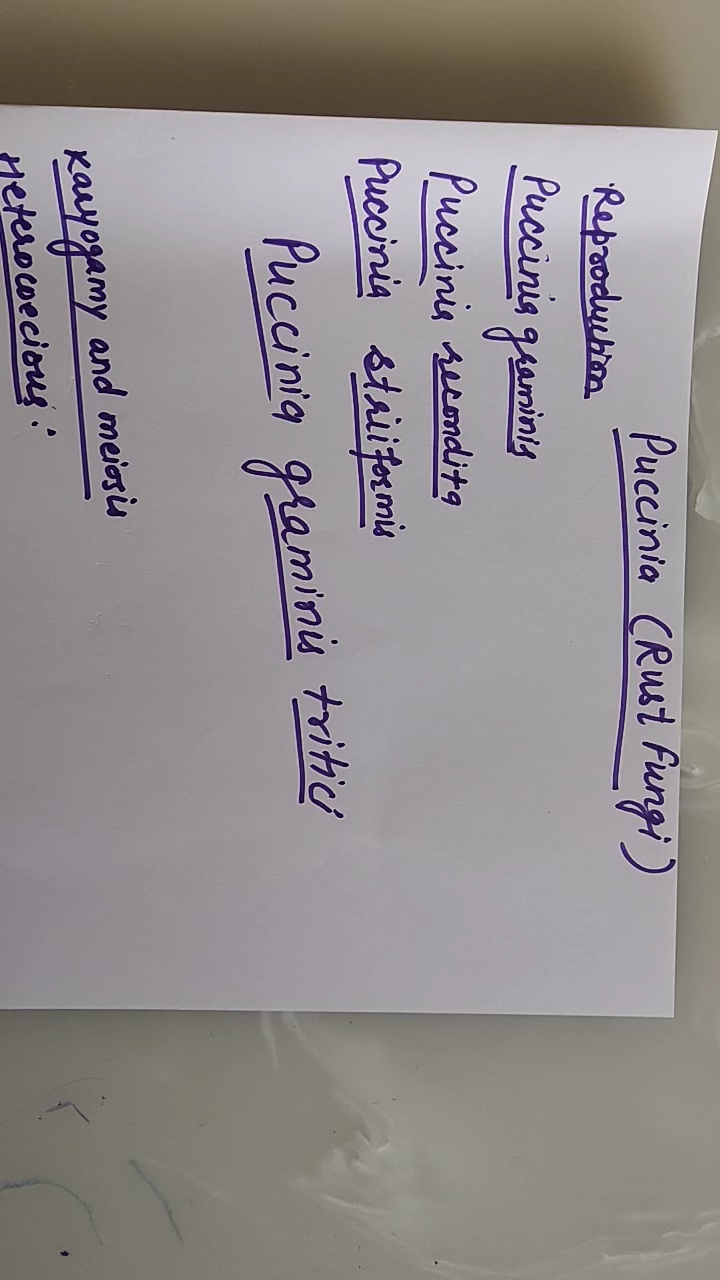 Puccinia (Rust Fungi)
Reproduction
Puccinia graminis
Puccinia recondita
Puccinia striiformis
Puccinia graminis tritici
Karyogamy and meiosis
Heteroecious: